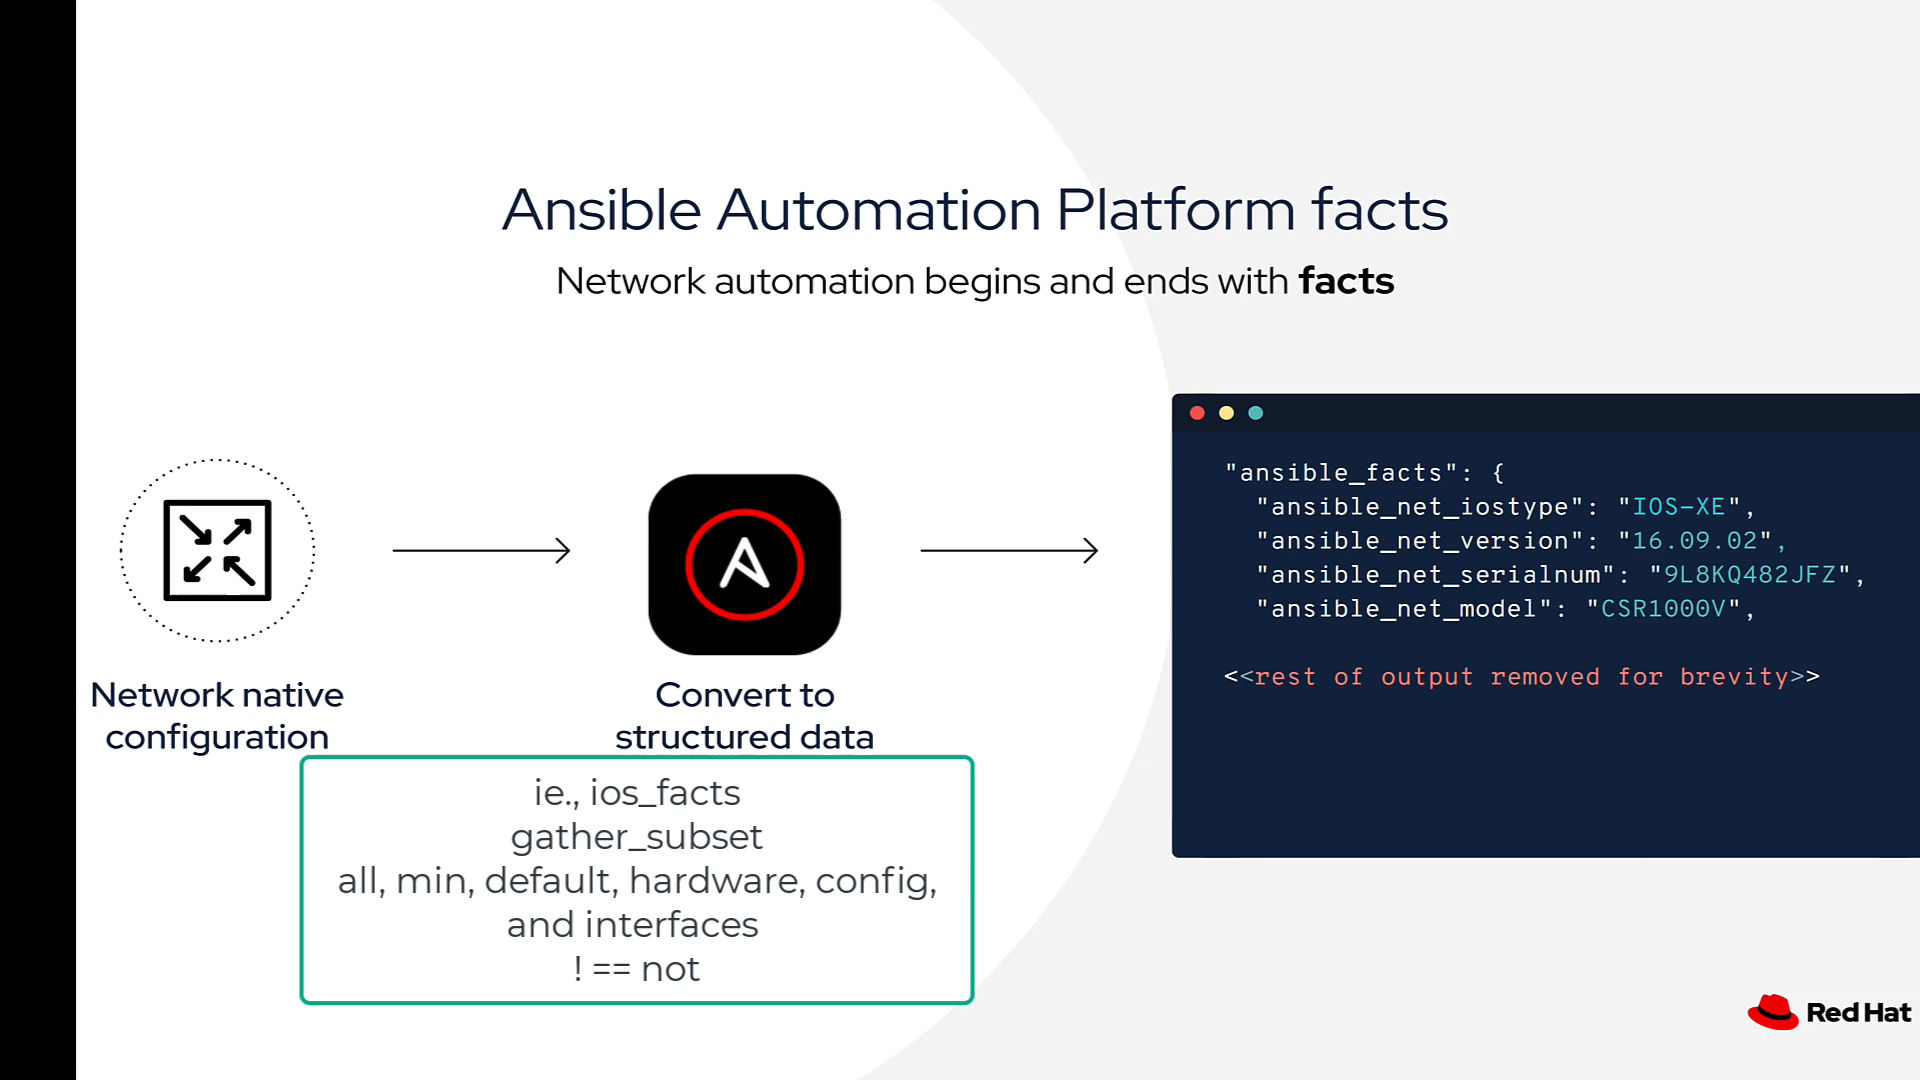 Ansible Automation Platform facts
Network automation begins and ends with facts
Network native
configuration
Convert to
structured data
ie., ios_facts
gather_subset
all, min, default, hardware, config,
and interfaces
! == not
"ansible_facts": {
"ansible_net_iostype": "IOS-XE",
"ansible_net_version": "16.09.02",
"ansible_net_serialnum": "9L8KQ482JFZ",
"ansible_net_model": "CSR1000V",
<<rest of output removed for brevity>>
Red Hat